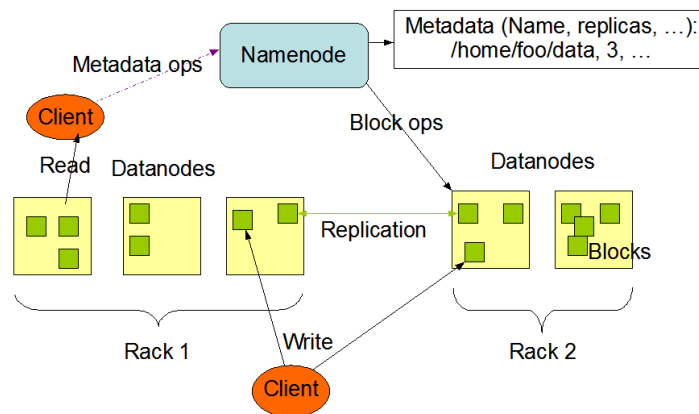 Metadata (Name, replicas, …):
/home/foo/data, 3, …
Namenode
Metadata ops
Client
Block ops
Read
Datanodes
Datanodes
Replication
Blocks
Rack 1
Write
Rack 2
Client